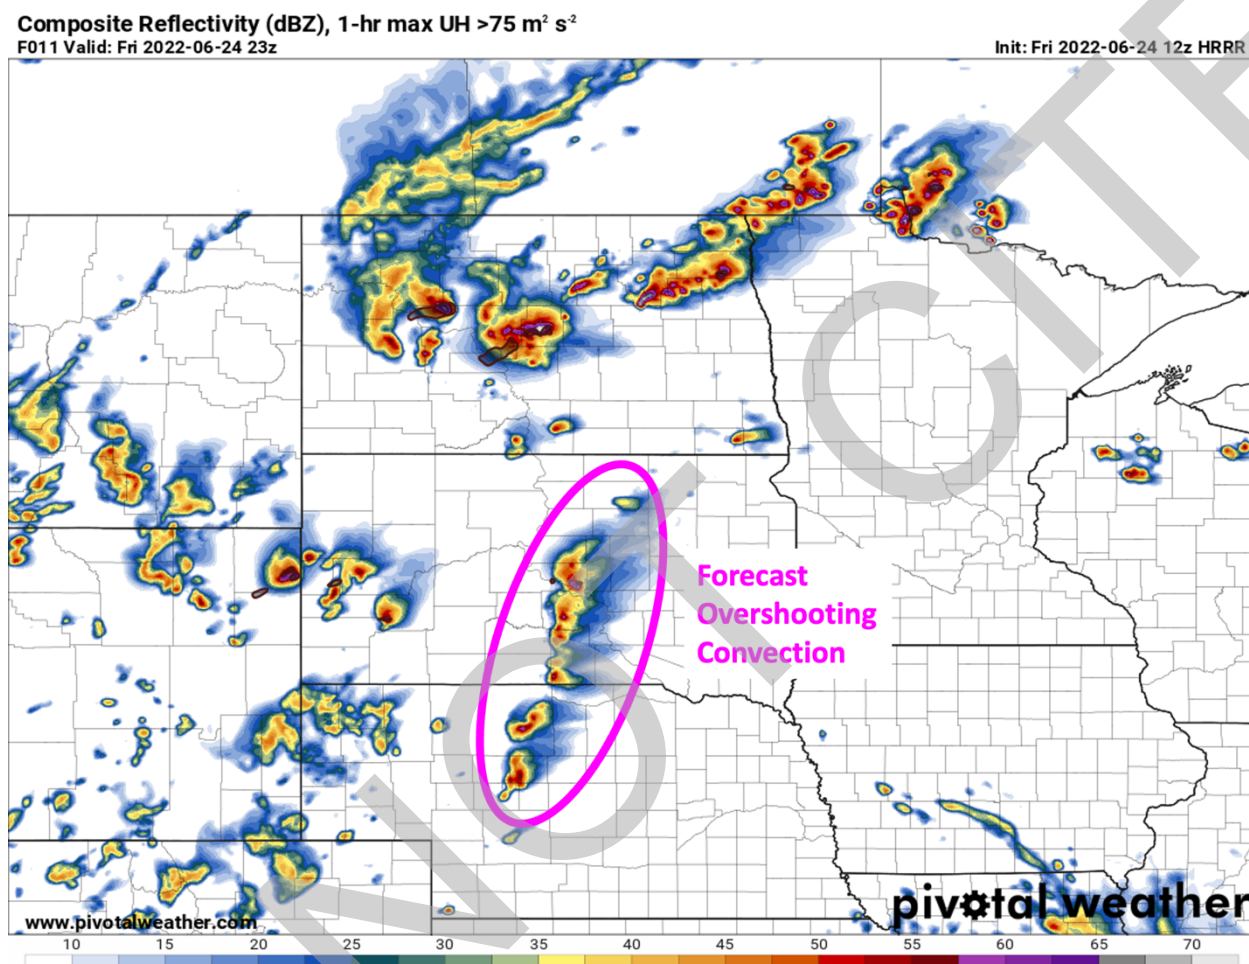 Composite Reflectivity (dBZ), 1-hr max UH >75 m² s⁻²
F011 Valid: Fri 2022-06-24 23z
Init: Fri 2022-06-24 12z HRRR
Forecast
Overshooting
Convection
NOT CITE
www.pivotalweather.com
pivotal weather
10 15 20 25 30 35 40 45 50 55 60 65 70